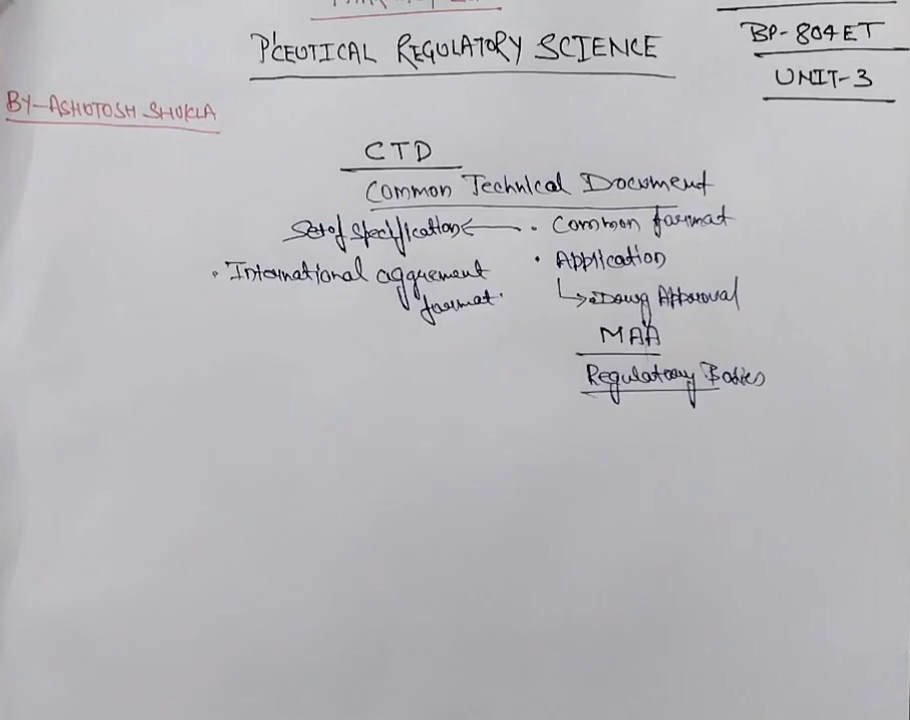 P'CEUTICAL REGULATORY SCIENCE
BP-804ET
UNIT-3
BY-ASHUTOSH SHUKLA
CTD
Common Technical Document
Set of Specification ← • Common format
• International aggrement format.
• Application
↳ • Drug Approval
MAA
Regulatory Bodies